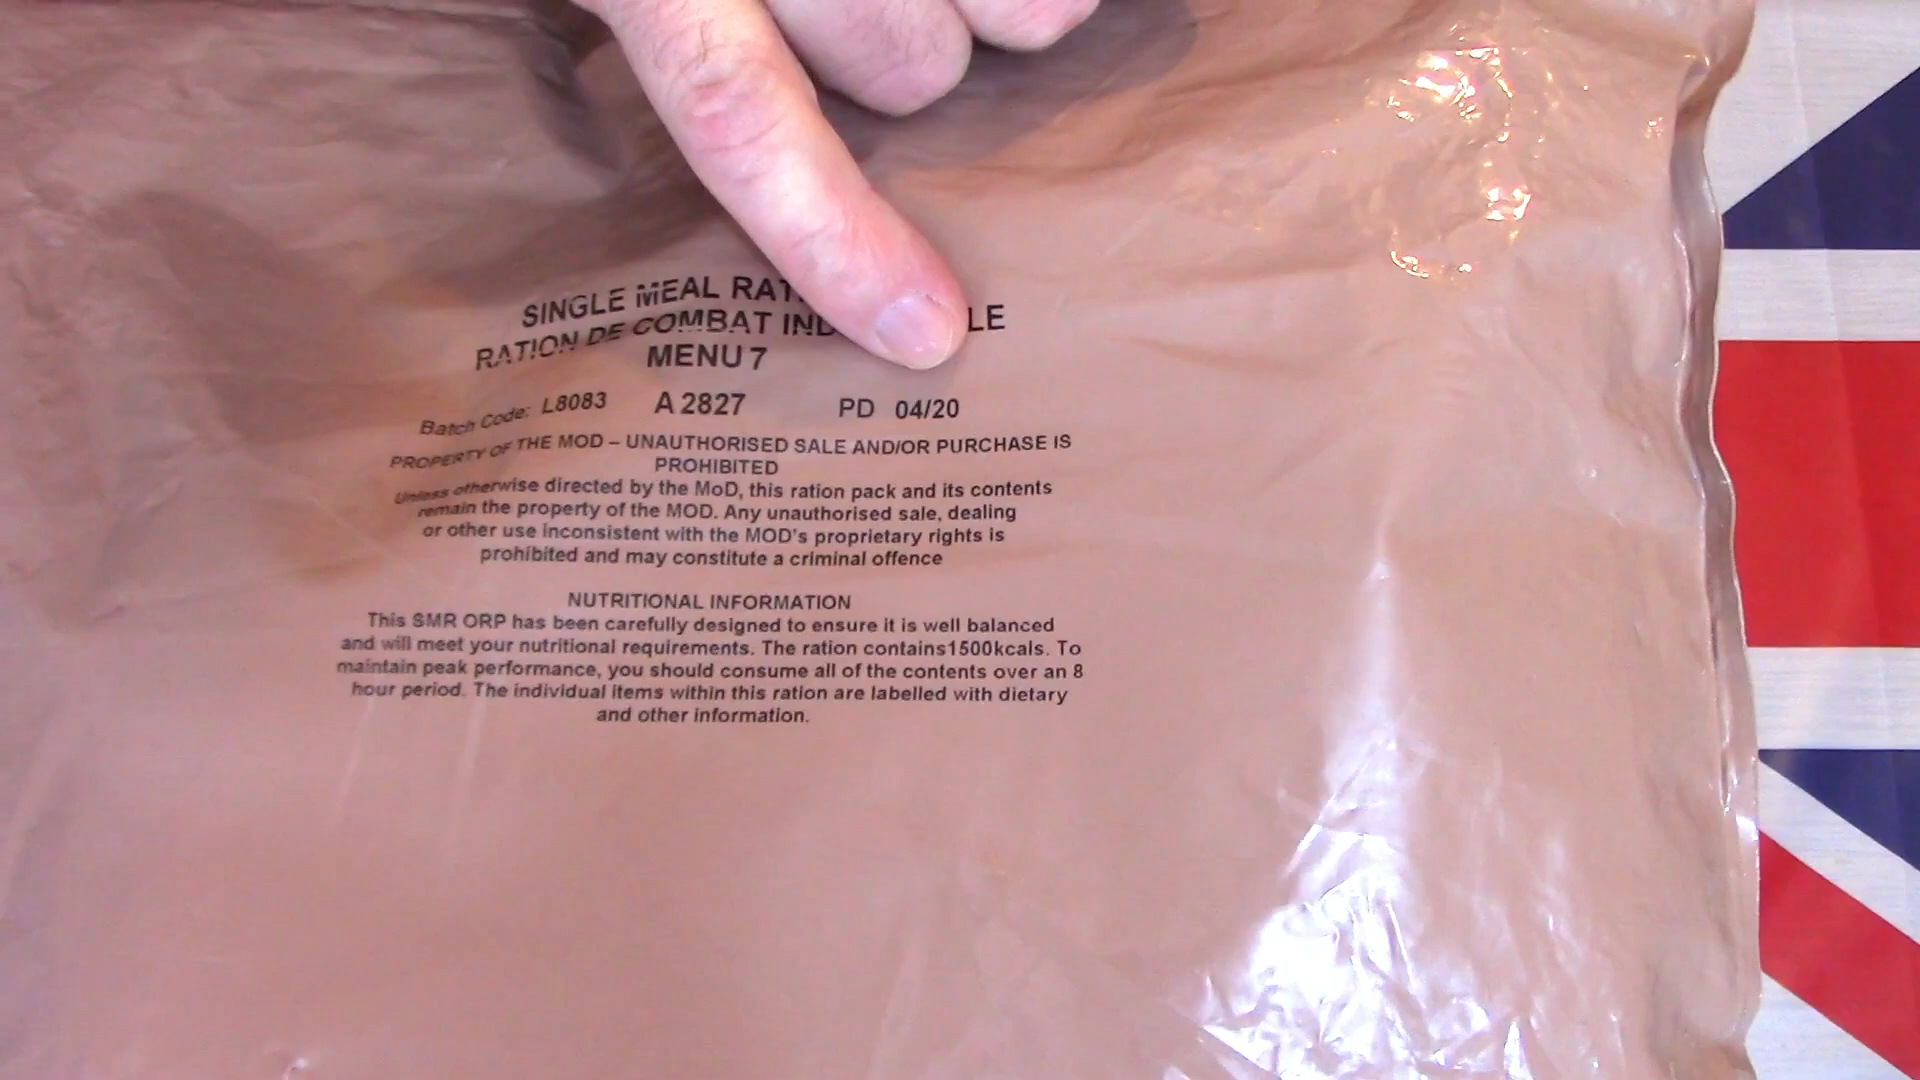 SINGLE MEAL
RATION DE COMBAT
MENU 7
Batch Code: L8083 A 2827 PD 04/20
PROPERTY OF THE MOD – UNAUTHORISED SALE AND/OR PURCHASE IS
PROHIBITED
Unless otherwise directed by the MoD, this ration pack and its contents
remain the property of the MOD. Any unauthorised sale, dealing
or other use inconsistent with the MOD's proprietary rights is
prohibited and may constitute a criminal offence
NUTRITIONAL INFORMATION
This SMR ORP has been carefully designed to ensure it is well balanced
and will meet your nutritional requirements. The ration contains1500kcals. To
maintain peak performance, you should consume all of the contents over an 8
hour period. The individual items within this ration are labelled with dietary
and other information.